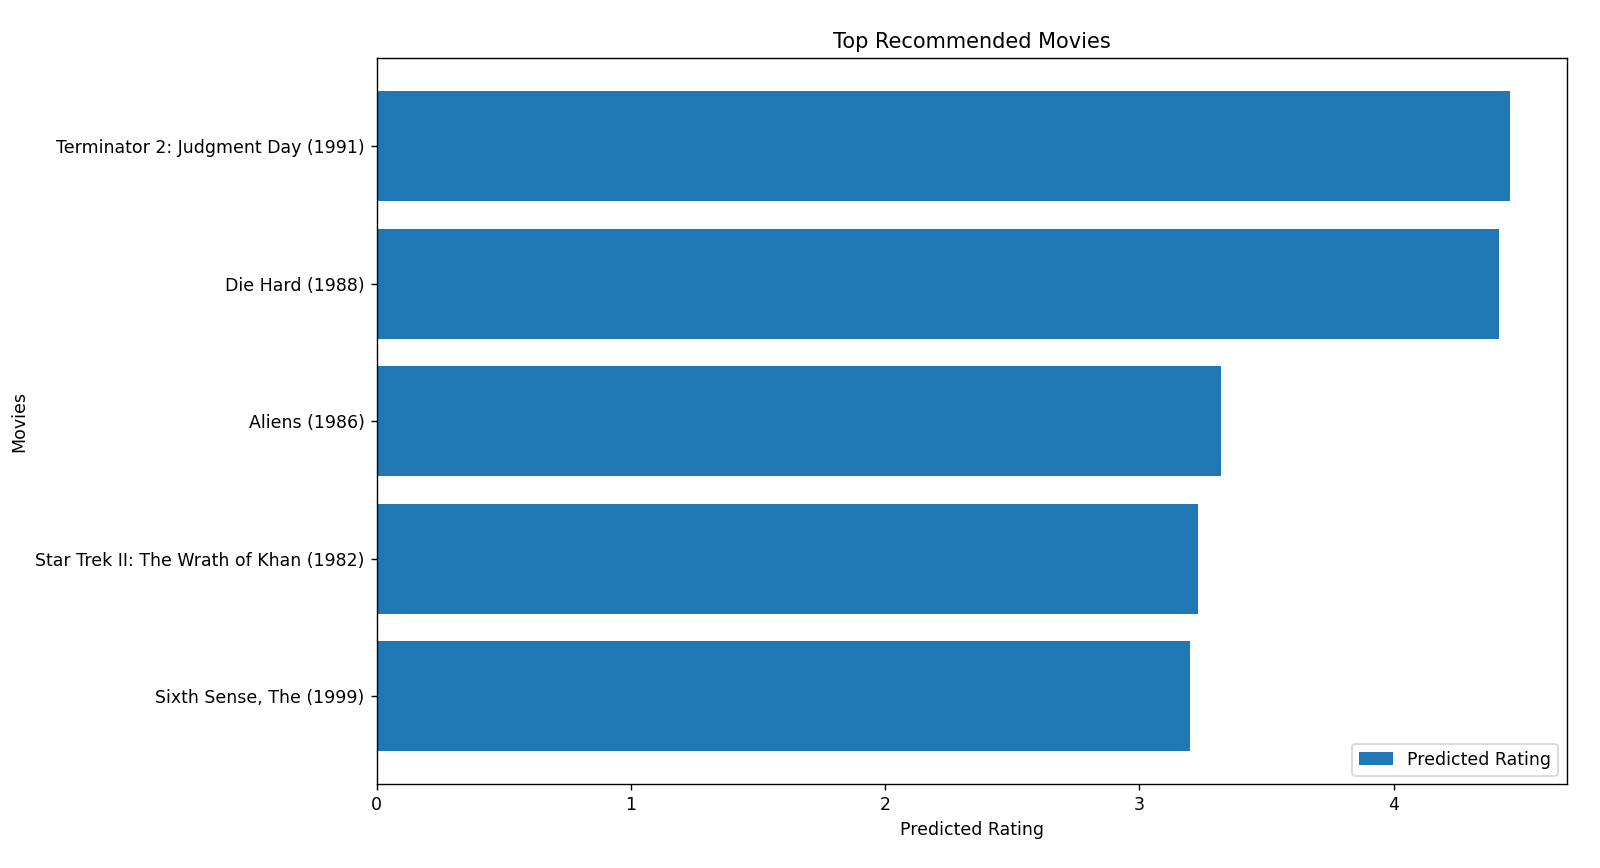 Top Recommended Movies
Terminator 2: Judgment Day (1991)
Die Hard (1988)
Aliens (1986)
Star Trek II: The Wrath of Khan (1982)
Sixth Sense, The (1999)
Movies
Predicted Rating
0 1 2 3 4
Predicted Rating